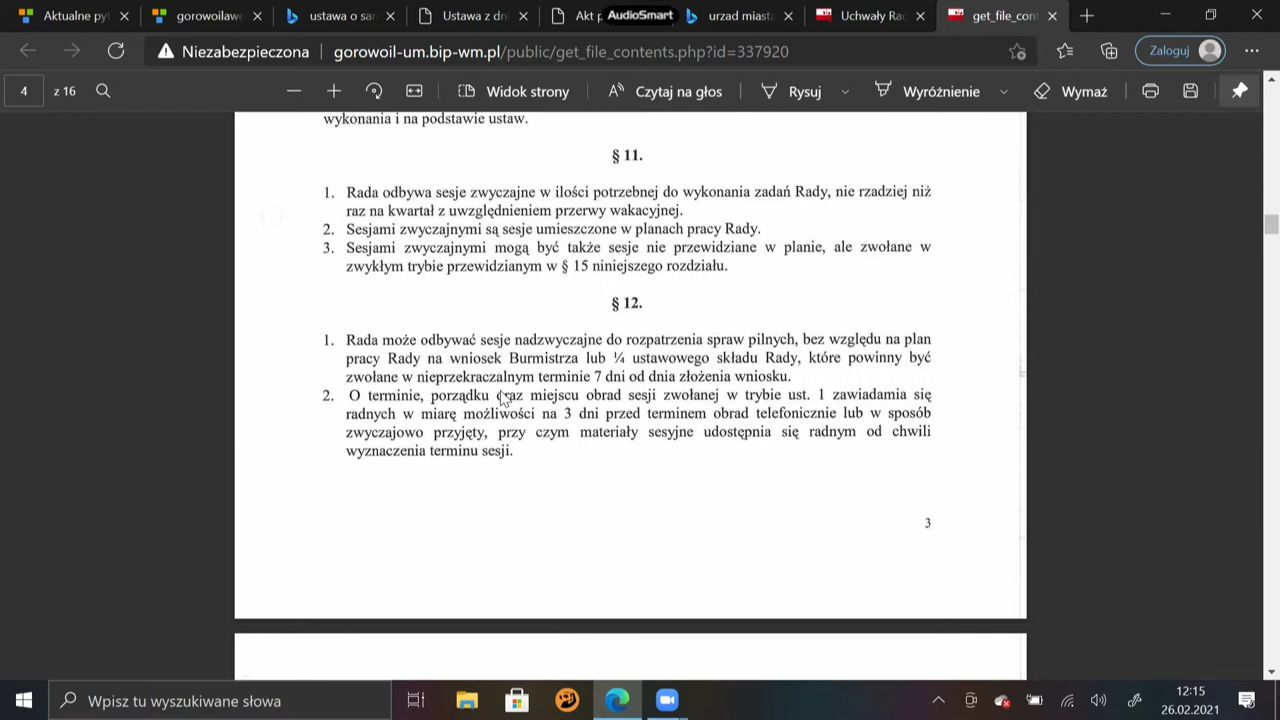 Aktualne pyt
gorowoilawe
ustawa o sar
Ustawa z dni
Akt p
AudioSmart
urzad miasta
Uchwały Rac
get_file_cont
Niezabezpieczona
gorowoil-um.bip-wm.pl/public/get_file_contents.php?id=337920
Zaloguj
4 z 16
Widok strony
Czytaj na głos
Rysuj
Wyróżnienie
Wymaż
wykonania i na podstawie ustaw.
§ 11.
1. Rada odbywa sesje zwyczajne w ilości potrzebnej do wykonania zadań Rady, nie rzadziej niż
raz na kwartał z uwzględnieniem przerwy wakacyjnej.
2. Sesjami zwyczajnymi są sesje umieszczone w planach pracy Rady.
3. Sesjami zwyczajnymi mogą być także sesje nie przewidziane w planie, ale zwołane w
zwykłym trybie przewidzianym w § 15 niniejszego rozdziału.
§ 12.
1. Rada może odbywać sesje nadzwyczajne do rozpatrzenia spraw pilnych, bez względu na plan
pracy Rady na wniosek Burmistrza lub ¼ ustawowego składu Rady, które powinny być
zwołane w nieprzekraczalnym terminie 7 dni od dnia złożenia wniosku.
2. O terminie, porządku oraz miejscu obrad sesji zwołanej w trybie ust. 1 zawiadamia się
radnych w miarę możliwości na 3 dni przed terminem obrad telefonicznie lub w sposób
zwyczajowo przyjęty, przy czym materiały sesyjne udostępnia się radnym od chwili
wyznaczenia terminu sesji.
3
Wpisz tu wyszukiwane słowa
12:15
26.02.2021